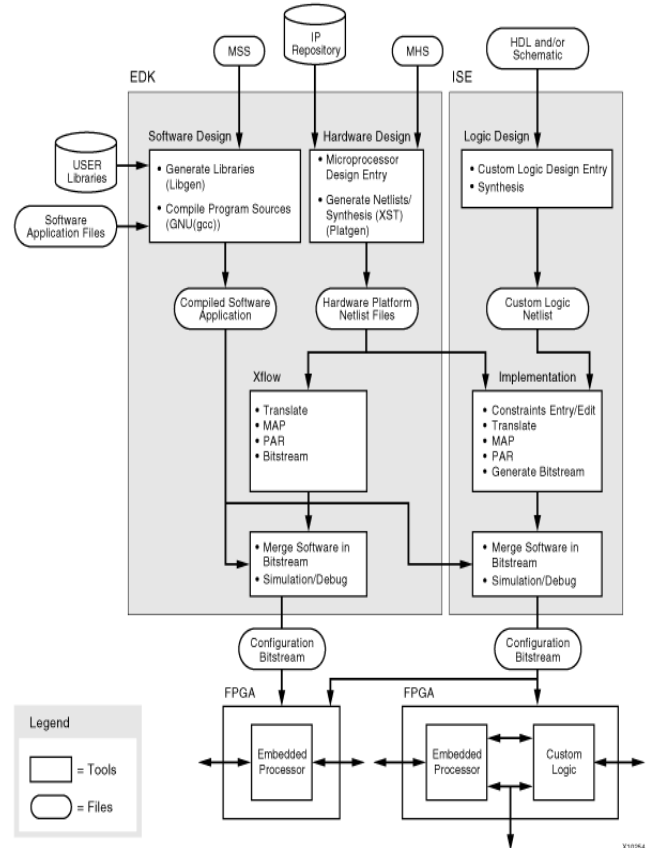 MSS
IP
Repository
MHS
HDL and/or
Schematic
EDK
ISE
Software Design
Hardware Design
Logic Design
USER
Libraries
• Generate Libraries
(Libgen)
• Compile Program Sources
(GNU(gcc))
• Microprocessor
Design Entry
• Generate Netlists/
Synthesis (XST)
(Platgen)
• Custom Logic Design Entry
• Synthesis
Software
Application Files
Compiled Software
Application
Hardware Platform
Netlist Files
Custom Logic
Netlist
Xflow
Implementation
• Translate
• MAP
• PAR
• Bitstream
• Constraints Entry/Edit
• Translate
• MAP
• PAR
• Generate Bitstream
• Merge Software in
Bitstream
• Simulation/Debug
• Merge Software in
Bitstream
• Simulation/Debug
Configuration
Bitstream
Configuration
Bitstream
FPGA
FPGA
Embedded
Processor
Embedded
Processor
Custom
Logic
Legend
= Tools
= Files
X10254